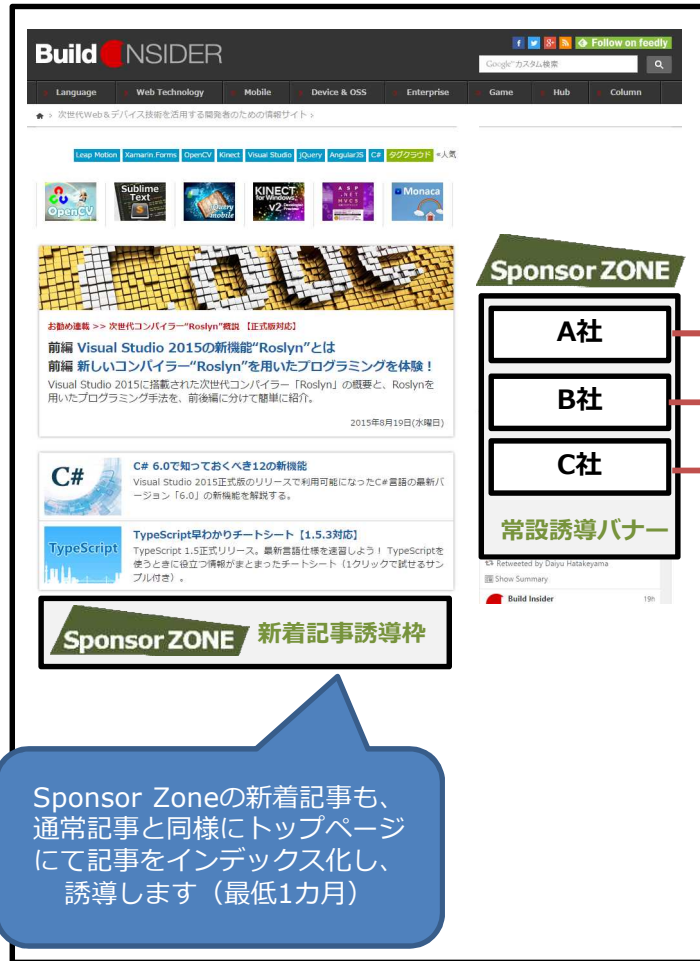 Build INSIDER
Follow on feedly
Google カスタム検索
Language Web Technology Mobile Device & OSS Enterprise Game Hub Column
次世代Web&デバイス技術を活用する開発者のための情報サイト ›
Leap Motion Xamarin.Forms OpenCV Kinect Visual Studio jQuery AngularJS C# タグクラウド =人気
OpenCV
Sublime
Text
jQuery
mobile
KINECT
for Windows
v2
ASP
.NET
MVC5
Monaca
Sponsor ZONE
お勧め連載 >> 次世代コンパイラー“Roslyn”概説 【正式版対応】
前編 Visual Studio 2015の新機能“Roslyn”とは
前編 新しいコンパイラー“Roslyn”を用いたプログラミングを体験！
Visual Studio 2015に搭載された次世代コンパイラー「Roslyn」の概要と、Roslynを
用いたプログラミング手法を、前後編に分けて簡単に紹介。
2015年8月19日(水曜日)
A社
B社
C社
常設誘導バナー
C#
C# 6.0で知っておくべき12の新機能
Visual Studio 2015正式版のリリースで利用可能になったC#言語の最新バ
ージョン「6.0」の新機能を解説する。
TypeScript
TypeScript早わかりチートシート【1.5.3対応】
TypeScript 1.5正式リリース。最新言語仕様を速習しよう！ TypeScriptを
使うときに役立つ情報がまとまったチートシート（1クリックで試せるサン
プル付き）。
Retweeted by Daiyu Hatakeyama
Show Summary
Build Insider 19h
Sponsor ZONE 新着記事誘導枠
Sponsor Zoneの新着記事も、
通常記事と同様にトップページ
にて記事をインデックス化し、
誘導します（最低1カ月）